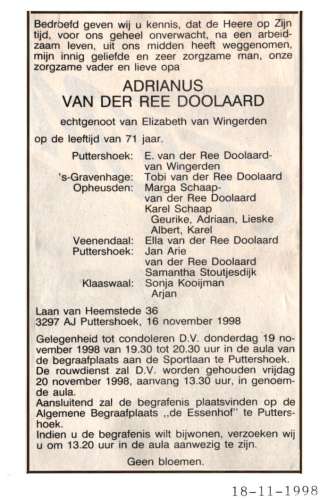 Bedroefd geven wij u kennis, dat de Heere op Zijn
tijd, voor ons geheel onverwacht, na een arbeid-
zaam leven, uit ons midden heeft weggenomen,
mijn innig geliefde en zeer zorgzame man, onze
zorgzame vader en lieve opa
ADRIANUS
VAN DER REE DOOLAARD
echtgenoot van Elizabeth van Wingerden
op de leeftijd van 71 jaar.
Puttershoek: E. van der Ree Doolaard-
van Wingerden
's-Gravenhage: Tobi van der Ree Doolaard
Opheusden: Marga Schaap-
van der Ree Doolaard
Karel Schaap
Geurike, Adriaan, Lieske
Albert, Karel
Veenendaal: Ella van der Ree Doolaard
Puttershoek: Jan Arie
van der Ree Doolaard
Samantha Stoutjesdijk
Klaaswaal: Sonja Kooijman
Arjan
Laan van Heemstede 36
3297 AJ Puttershoek, 16 november 1998
Gelegenheid tot condoleren D.V. donderdag 19 no-
vember 1998 van 19.30 tot 20.30 uur in de aula van
de begraafplaats aan de Sportlaan te Puttershoek.
De rouwdienst zal D.V. worden gehouden vrijdag
20 november 1998, aanvang 13.30 uur, in genoem-
de aula.
Aansluitend zal de begrafenis plaatsvinden op de
Algemene Begraafplaats „de Essenhof” te Putters-
hoek.
Indien u de begrafenis wilt bijwonen, verzoeken wij
u om 13.20 uur in de aula aanwezig te zijn.
Geen bloemen.
18-11-1998